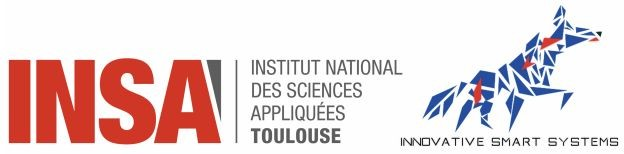 INSA
INSTITUT NATIONAL
DES SCIENCES
APPLIQUÉES
TOULOUSE
INNOVATIVE SMART SYSTEMS